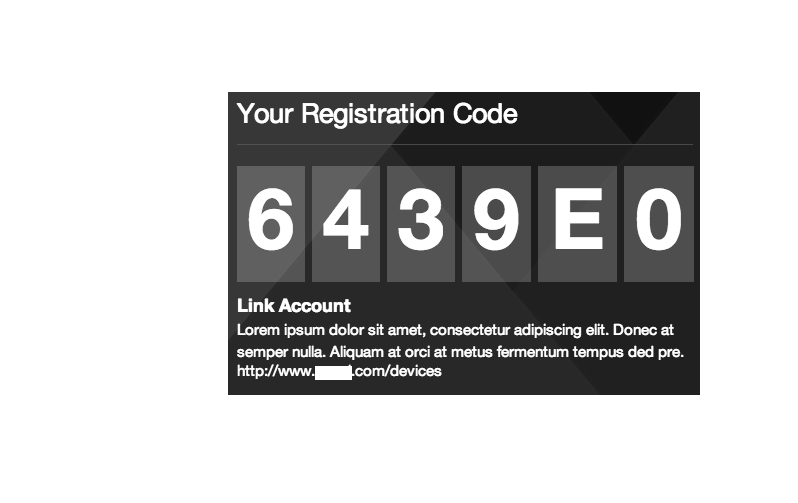 Your Registration Code
6 4 3 9 E 0
Link Account
Lorem ipsum dolor sit amet, consectetur adipiscing elit. Donec at
semper nulla. Aliquam at orci at metus fermentum tempus ded pre.
http://www. .com/devices